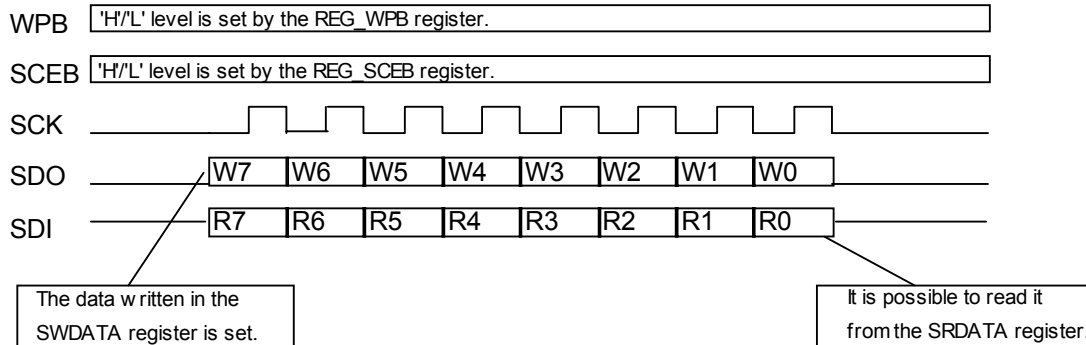 WPB 'H'/'L' level is set by the REG_WPB register.
SCEB 'H'/'L' level is set by the REG_SCEB register.
SCK
SDO W7 W6 W5 W4 W3 W2 W1 W0
SDI R7 R6 R5 R4 R3 R2 R1 R0
The data written in the
SWDATA register is set.
It is possible to read it
from the SRDATA register.